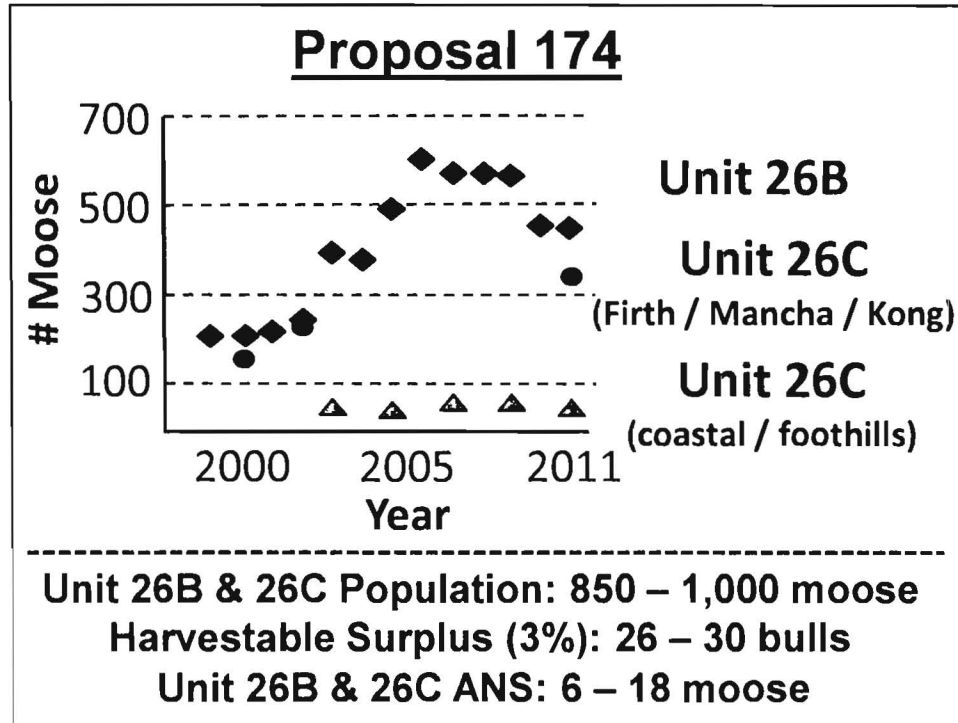 Proposal 174
700
500
300
100
# Moose
2000 2005 2011
Year
Unit 26B
Unit 26C
(Firth / Mancha / Kong)
Unit 26C
(coastal / foothills)
Unit 26B & 26C Population: 850 – 1,000 moose
Harvestable Surplus (3%): 26 – 30 bulls
Unit 26B & 26C ANS: 6 – 18 moose